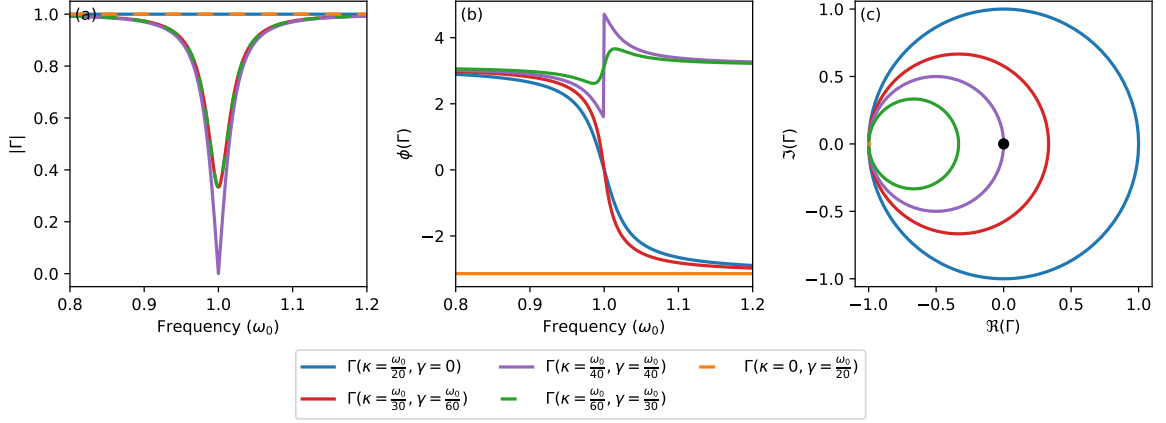 (a)
1.0
0.8
0.6
0.4
0.2
0.0
|Γ|
0.8 0.9 1.0 1.1 1.2
Frequency (ω₀)
(b)
4
2
0
−2
ϕ(Γ)
0.8 0.9 1.0 1.1 1.2
Frequency (ω₀)
(c)
1.0
0.5
0.0
−0.5
−1.0
ℑ(Γ)
−1.0 −0.5 0.0 0.5 1.0
ℜ(Γ)
Γ(κ = ω₀/20, γ = 0) Γ(κ = ω₀/40, γ = ω₀/40) Γ(κ = 0, γ = ω₀/20)
Γ(κ = ω₀/30, γ = ω₀/60) Γ(κ = ω₀/60, γ = ω₀/30)